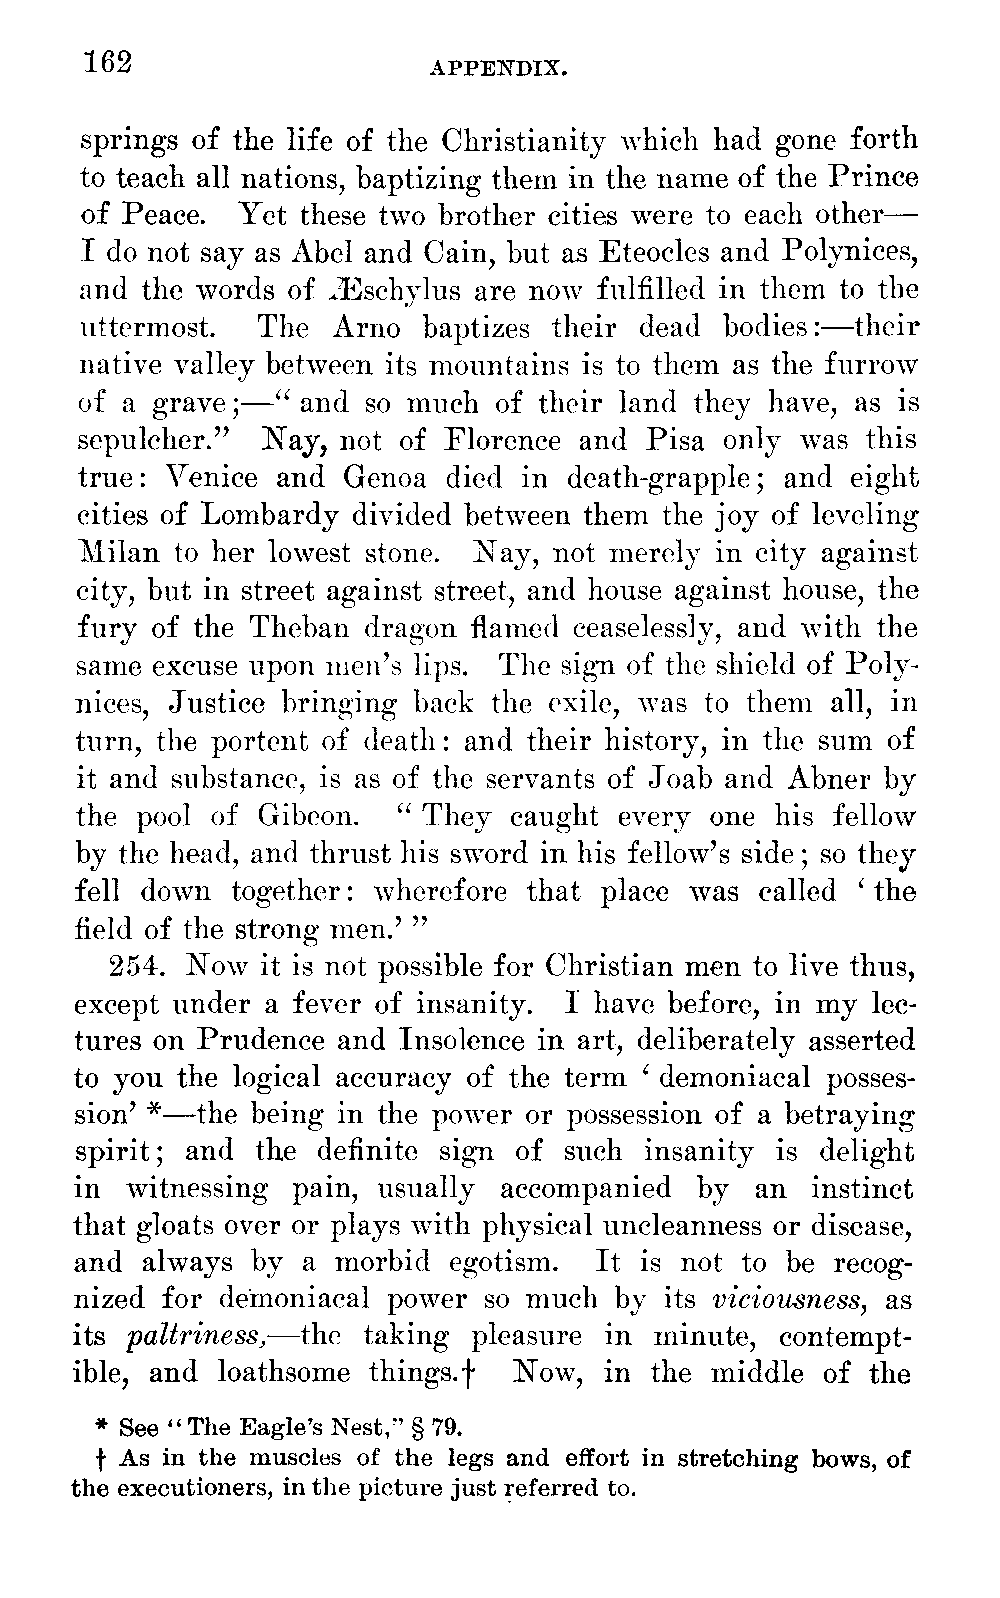 162
APPENDIX.
springs of the life of the Christianity which had gone forth
to teach all nations, baptizing them in the name of the Prince
of Peace. Yet these two brother cities were to each other—
I do not say as Abel and Cain, but as Eteocles and Polynices,
and the words of Æschylus are now fulfilled in them to the
uttermost. The Arno baptizes their dead bodies:—their
native valley between its mountains is to them as the furrow
of a grave;—“ and so much of their land they have, as is
sepulcher.” Nay, not of Florence and Pisa only was this
true: Venice and Genoa died in death-grapple; and eight
cities of Lombardy divided between them the joy of leveling
Milan to her lowest stone. Nay, not merely in city against
city, but in street against street, and house against house, the
fury of the Theban dragon flamed ceaselessly, and with the
same excuse upon men’s lips. The sign of the shield of Poly-
nices, Justice bringing back the exile, was to them all, in
turn, the portent of death: and their history, in the sum of
it and substance, is as of the servants of Joab and Abner by
the pool of Gibeon. “ They caught every one his fellow
by the head, and thrust his sword in his fellow’s side; so they
fell down together: wherefore that place was called ‘ the
field of the strong men.’ ”
254. Now it is not possible for Christian men to live thus,
except under a fever of insanity. I have before, in my lec-
tures on Prudence and Insolence in art, deliberately asserted
to you the logical accuracy of the term ‘ demoniacal posses-
sion’ *—the being in the power or possession of a betraying
spirit; and the definite sign of such insanity is delight
in witnessing pain, usually accompanied by an instinct
that gloats over or plays with physical uncleanness or disease,
and always by a morbid egotism. It is not to be recog-
nized for demoniacal power so much by its viciousness, as
its paltriness,—the taking pleasure in minute, contempt-
ible, and loathsome things.† Now, in the middle of the
* See “The Eagle’s Nest,” § 79.
† As in the muscles of the legs and effort in stretching bows, of
the executioners, in the picture just referred to.